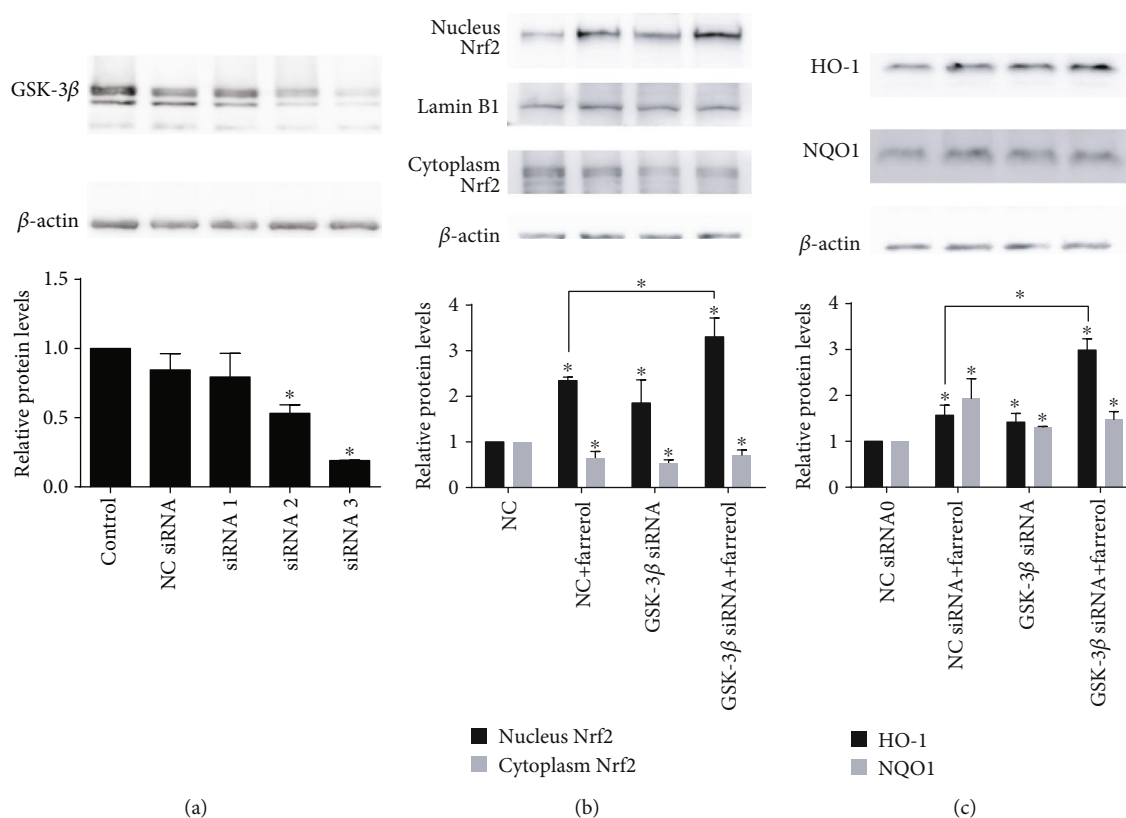 GSK-3β
β-actin
Relative protein levels
1.5
1.0
0.5
0.0
*
*
Control
NC siRNA
siRNA 1
siRNA 2
siRNA 3
(a)
Nucleus
Nrf2
Lamin B1
Cytoplasm
Nrf2
β-actin
Relative protein levels
4
3
2
1
0
*
*
*
*
*
*
*
NC
NC+farrerol
GSK-3β siRNA
GSK-3β siRNA+farrerol
Nucleus Nrf2
Cytoplasm Nrf2
(b)
HO-1
NQO1
β-actin
Relative protein levels
4
3
2
1
0
*
*
*
*
*
*
*
NC siRNA0
NC siRNA+farrerol
GSK-3β siRNA
GSK-3β siRNA+farrerol
HO-1
NQO1
(c)